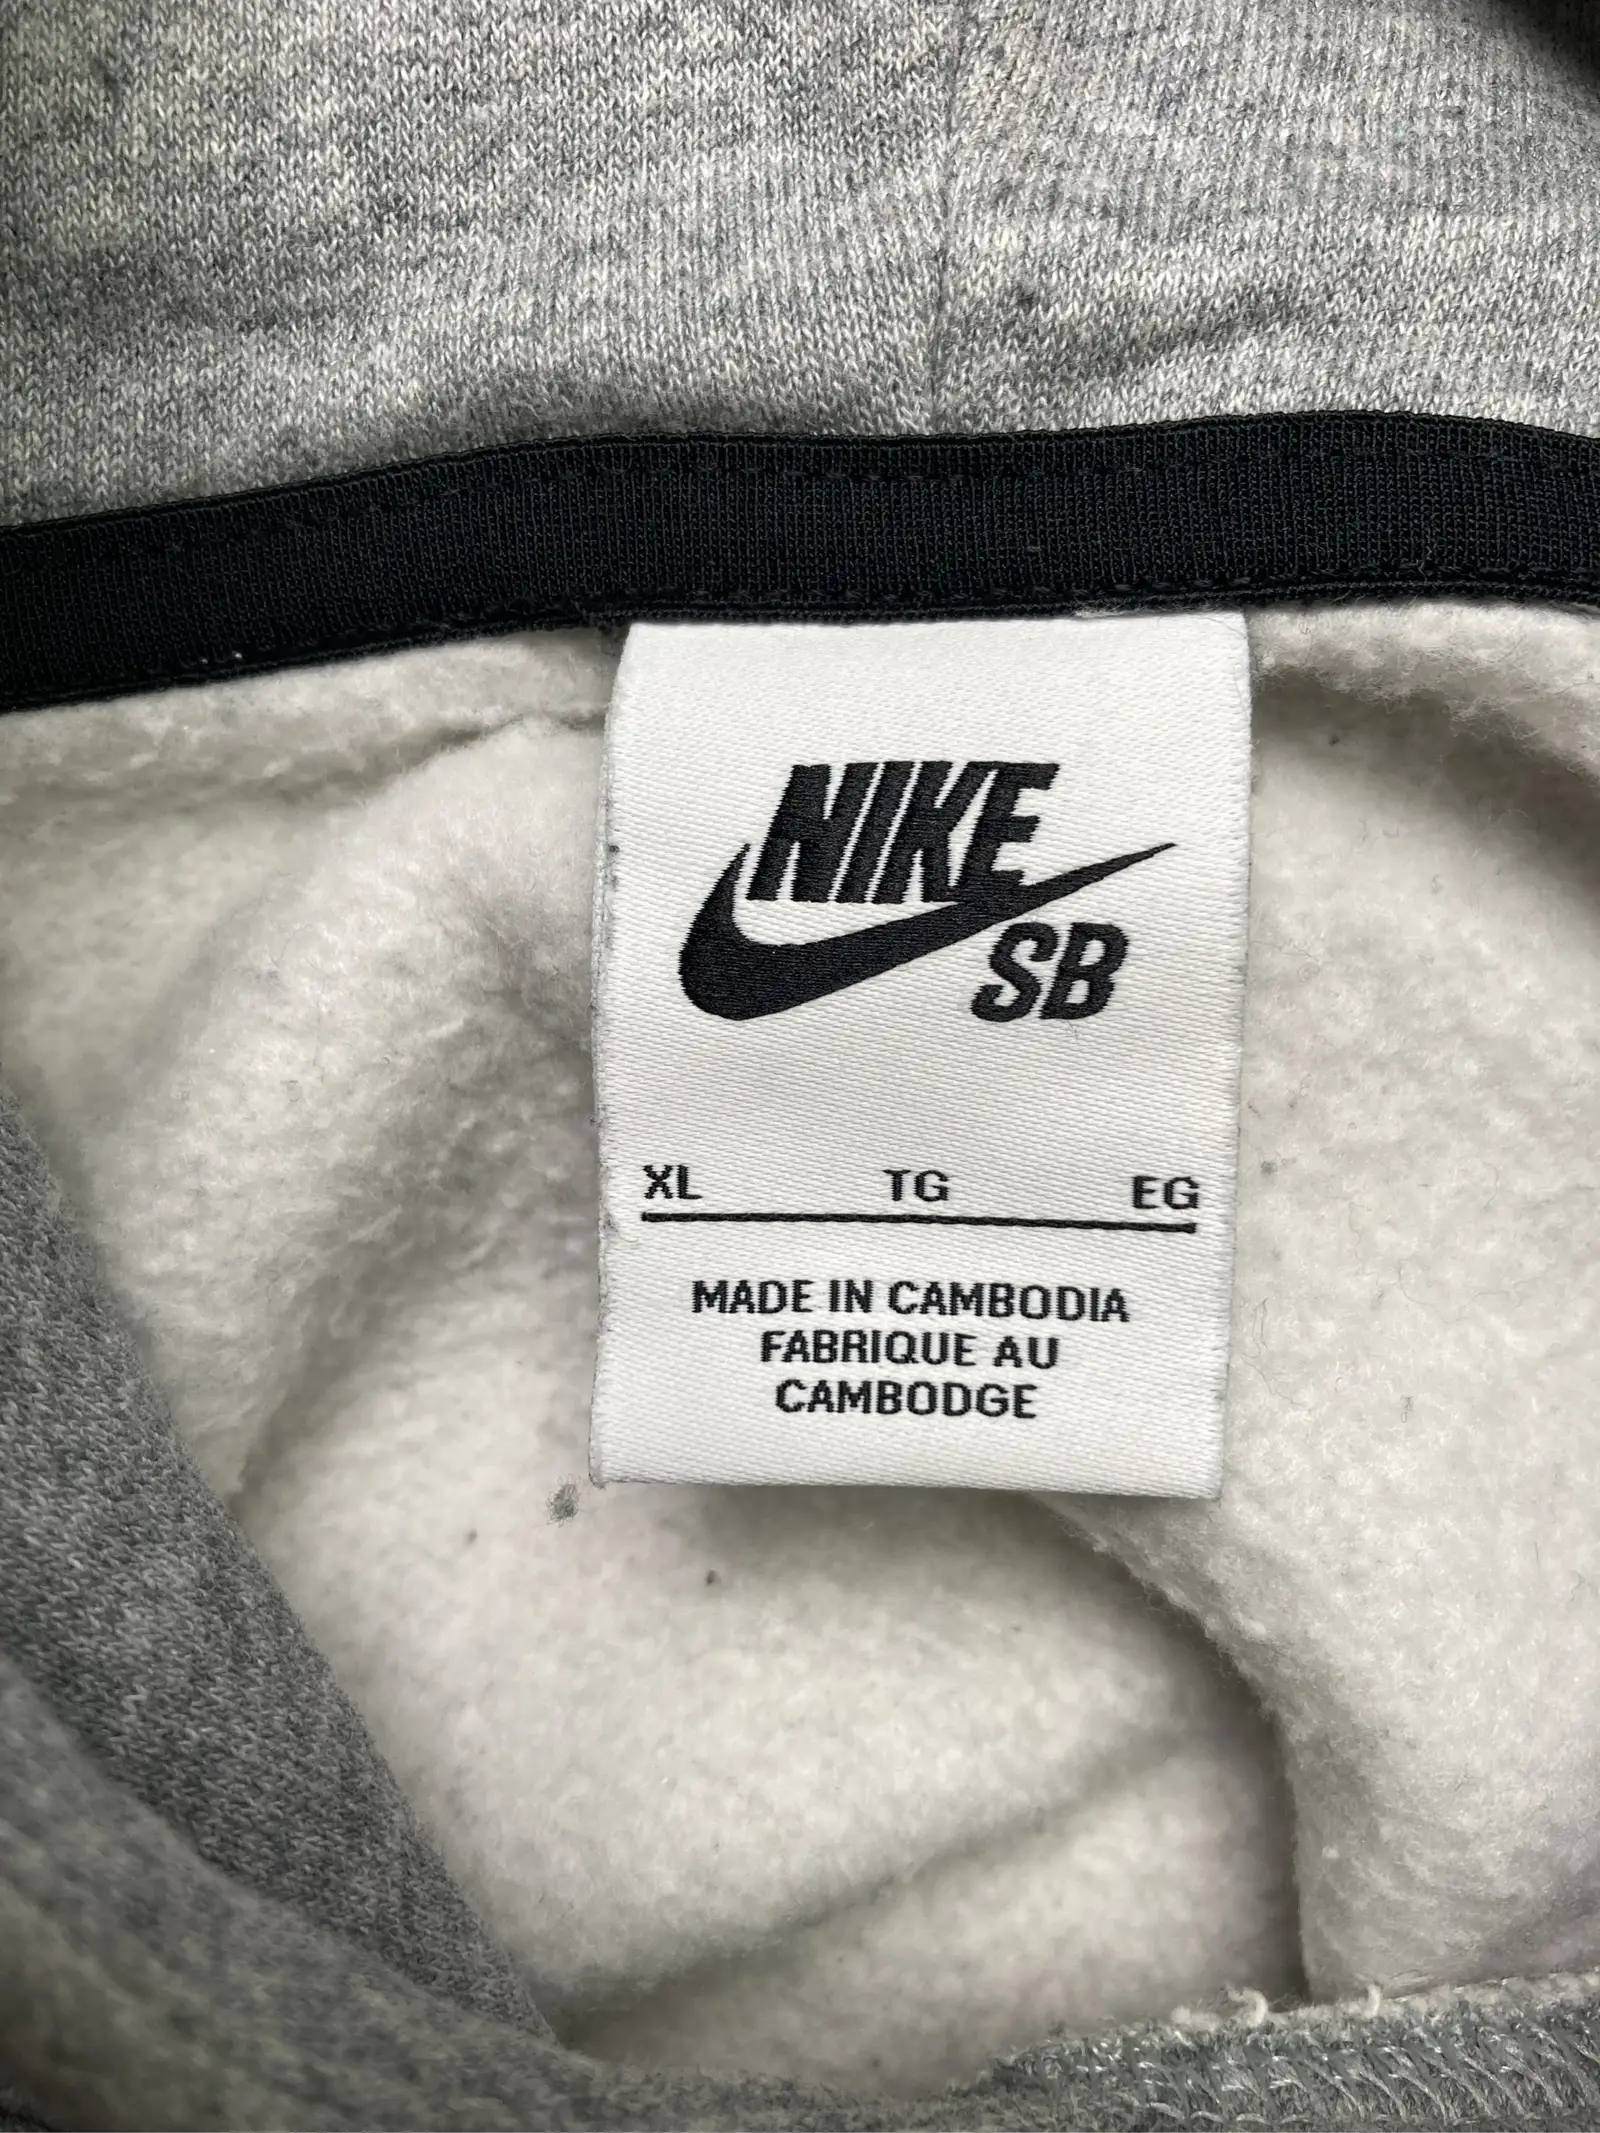 NIKE
SB
XL TG EG
MADE IN CAMBODIA
FABRIQUE AU
CAMBODGE